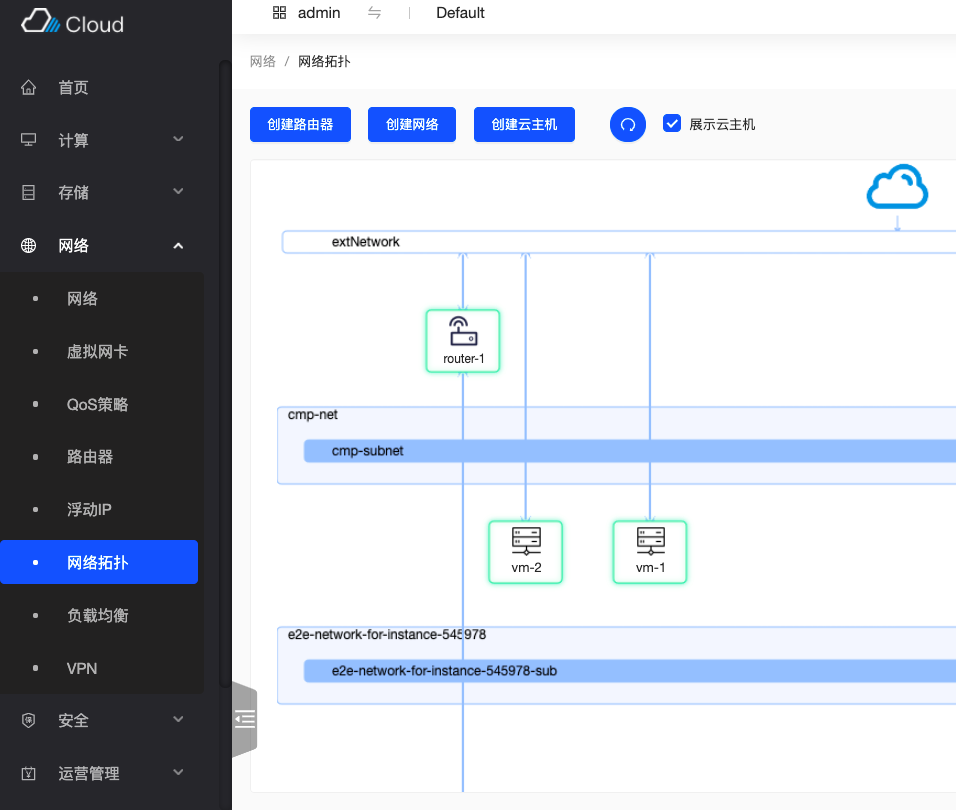 Cloud
admin
Default
首页
计算
存储
网络
网络
虚拟网卡
QoS策略
路由器
浮动IP
网络拓扑
负载均衡
VPN
安全
运营管理
网络 / 网络拓扑
创建路由器 创建网络 创建云主机 展示云主机
extNetwork
router-1
cmp-net
cmp-subnet
vm-2 vm-1
e2e-network-for-instance-545978
e2e-network-for-instance-545978-sub